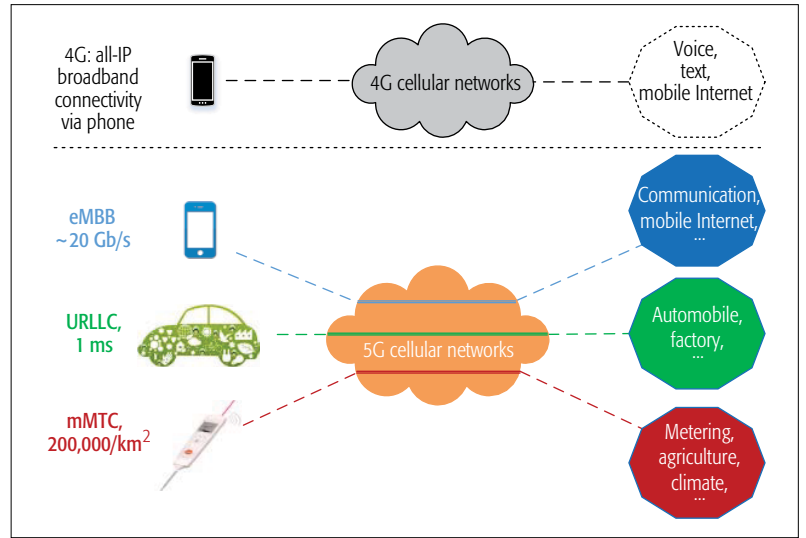 4G: all-IP
broadband
connectivity
via phone
4G cellular networks
Voice,
text,
mobile Internet
eMBB
~20 Gb/s
Communication,
mobile Internet,
...
URLLC,
1 ms
5G cellular networks
Automobile,
factory,
...
mMTC,
200,000/km²
Metering,
agriculture,
climate,
...